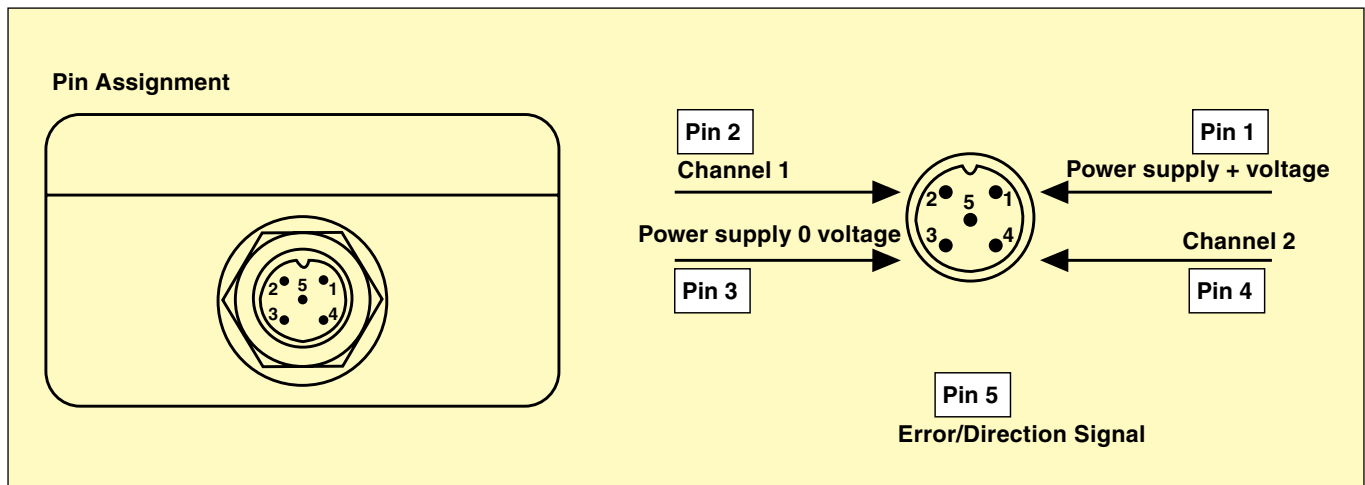 Pin Assignment
Pin 2
Pin 1
Channel 1
Power supply + voltage
2 5 1
3 4
Power supply 0 voltage
Channel 2
Pin 3
Pin 4
2 5 1
3 4
Pin 5
Error/Direction Signal